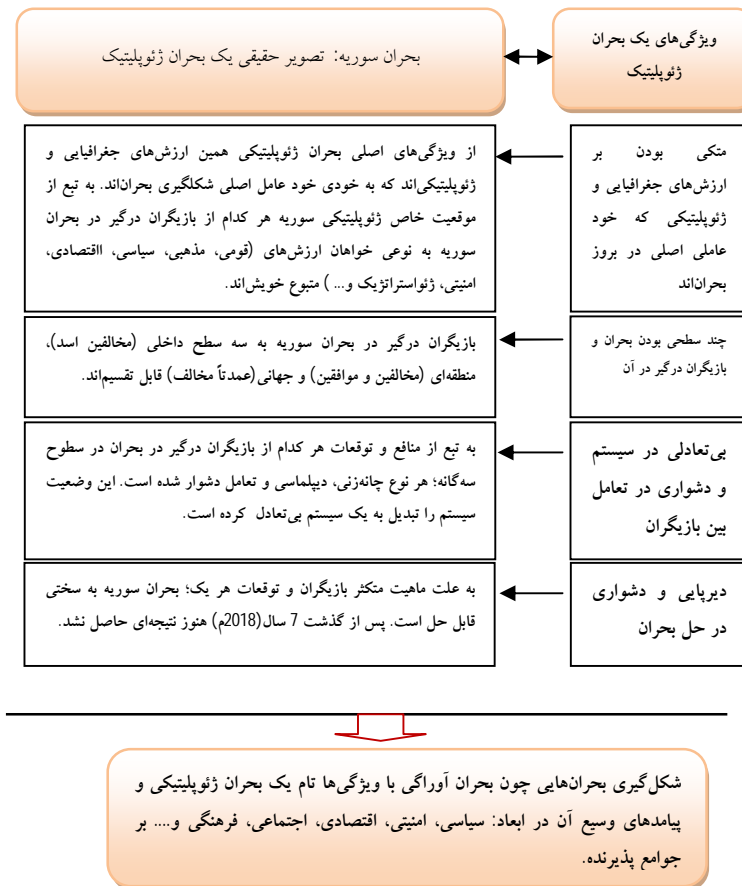 ویژگی‌های یک بحران
ژئوپلیتیک
بحران سوریه: تصویر حقیقی یک بحران ژئوپلیتیک
متکی بودن بر
ارزش‌های جغرافیایی و
ژئوپلیتیکی که خود
عاملی اصلی در بروز
بحران‌اند
از ویژگی‌های اصلی بحران ژئوپلیتیکی همین ارزش‌های جغرافیایی و
ژئوپلیتیکی‌اند که به خودی خود عامل اصلی شکلگیری بحران‌اند. به تبع از
موقعیت خاص ژئوپلیتیکی سوریه هر کدام از بازیگران درگیر در بحران
سوریه به نوعی خواهان ارزش‌های (قومی، مذهبی، سیاسی، ااقتصادی،
امنیتی، ژئواستراتژیک و... ) متبوع خویش‌اند.
چند سطحی بودن بحران و
بازیگران درگیر در آن
بازیگران درگیر در بحران سوریه به سه سطح داخلی (مخالفین اسد)،
منطقه‌ای (مخالفین و موافقین) و جهانی(عمدتاً مخالف) قابل تقسیم‌اند.
بی‌تعادلی در سیستم
و دشواری در تعامل
بین بازیگران
به تبع از منافع و توقعات هر کدام از بازیگران درگیر در بحران در سطوح
سه‌گانه؛ هر نوع چانه‌زنی، دیپلماسی و تعامل دشوار شده است. این وضعیت
سیستم را تبدیل به یک سیستم بی‌تعادل کرده است.
دیرپایی و دشواری
در حل بحران
به علت ماهیت متکثر بازیگران و توقعات هر یک؛ بحران سوریه به سختی
قابل حل است. پس از گذشت 7 سال(2018م) هنوز نتیجه‌ای حاصل نشد.
شکل‌گیری بحران‌هایی چون بحران آوراگی با ویژگی‌ها تام یک بحران ژئوپلیتیکی و
پیامدهای وسیع آن در ابعاد: سیاسی، امنیتی، اقتصادی، اجتماعی، فرهنگی و.... بر
جوامع پذیرنده.